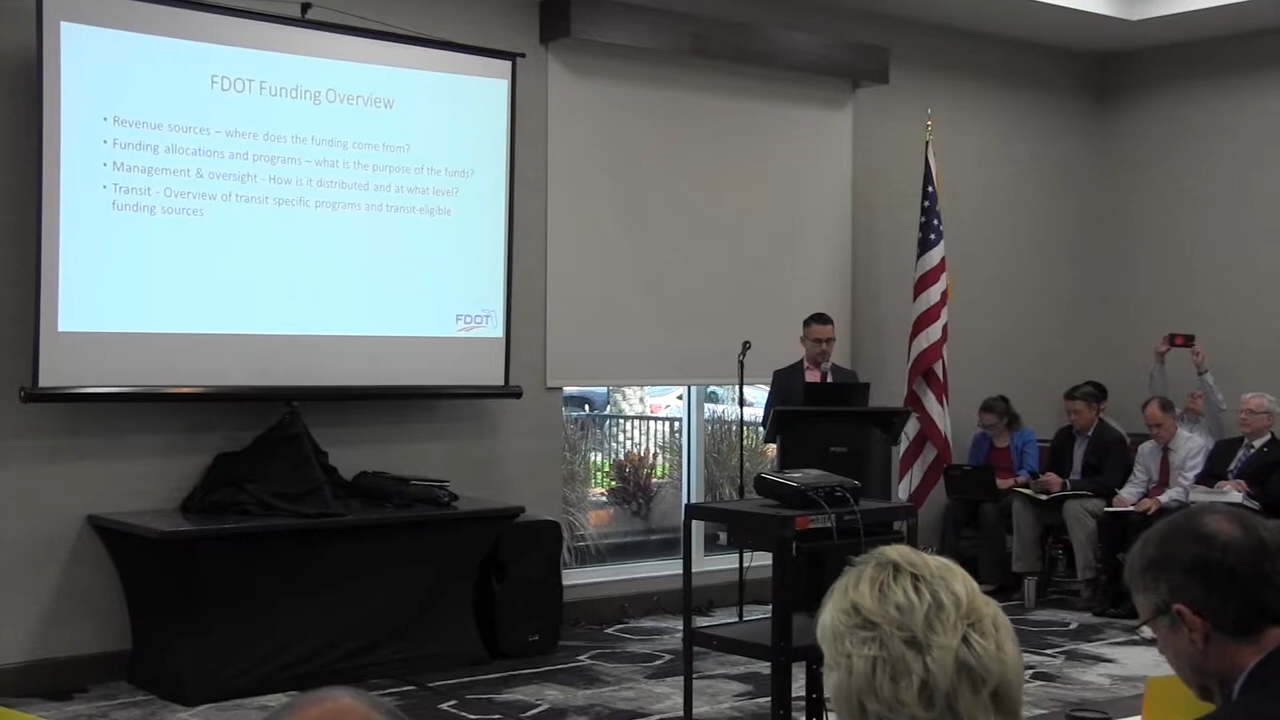 FDOT Funding Overview
• Revenue sources – where does the funding come from?
• Funding allocations and programs – what is the purpose of the funds?
• Management & oversight - How is it distributed and at what level?
• Transit - Overview of transit specific programs and transit-eligible
funding sources
FDOT